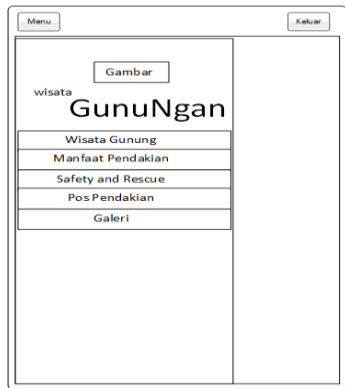 Menu
Keluar
Gambar
wisata
GunuNgan
Wisata Gunung
Manfaat Pendakian
Safety and Rescue
Pos Pendakian
Galeri